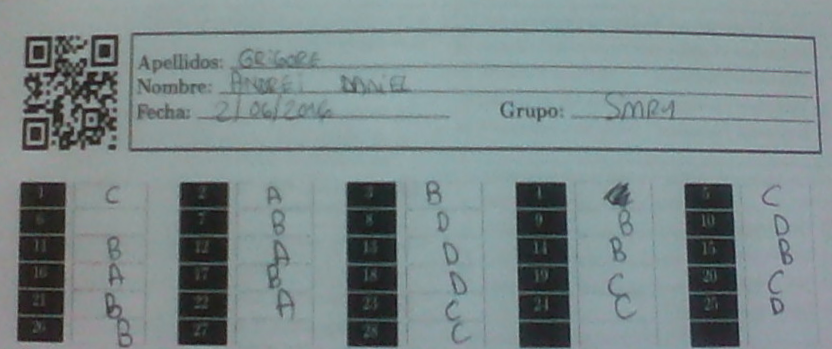 Apellidos: GRIGORE
Nombre: ANDREI DANIEL
Fecha: 2/06/2016 Grupo: SMR1
1 C 2 A 3 B 4 5 C
6 7 B 8 D 9 B 10 D
11 B 12 A 13 D 14 B 15 B
16 A 17 B 18 D 19 C 20 C
21 B 22 A 23 C 24 C 25 D
26 B 27 28 C